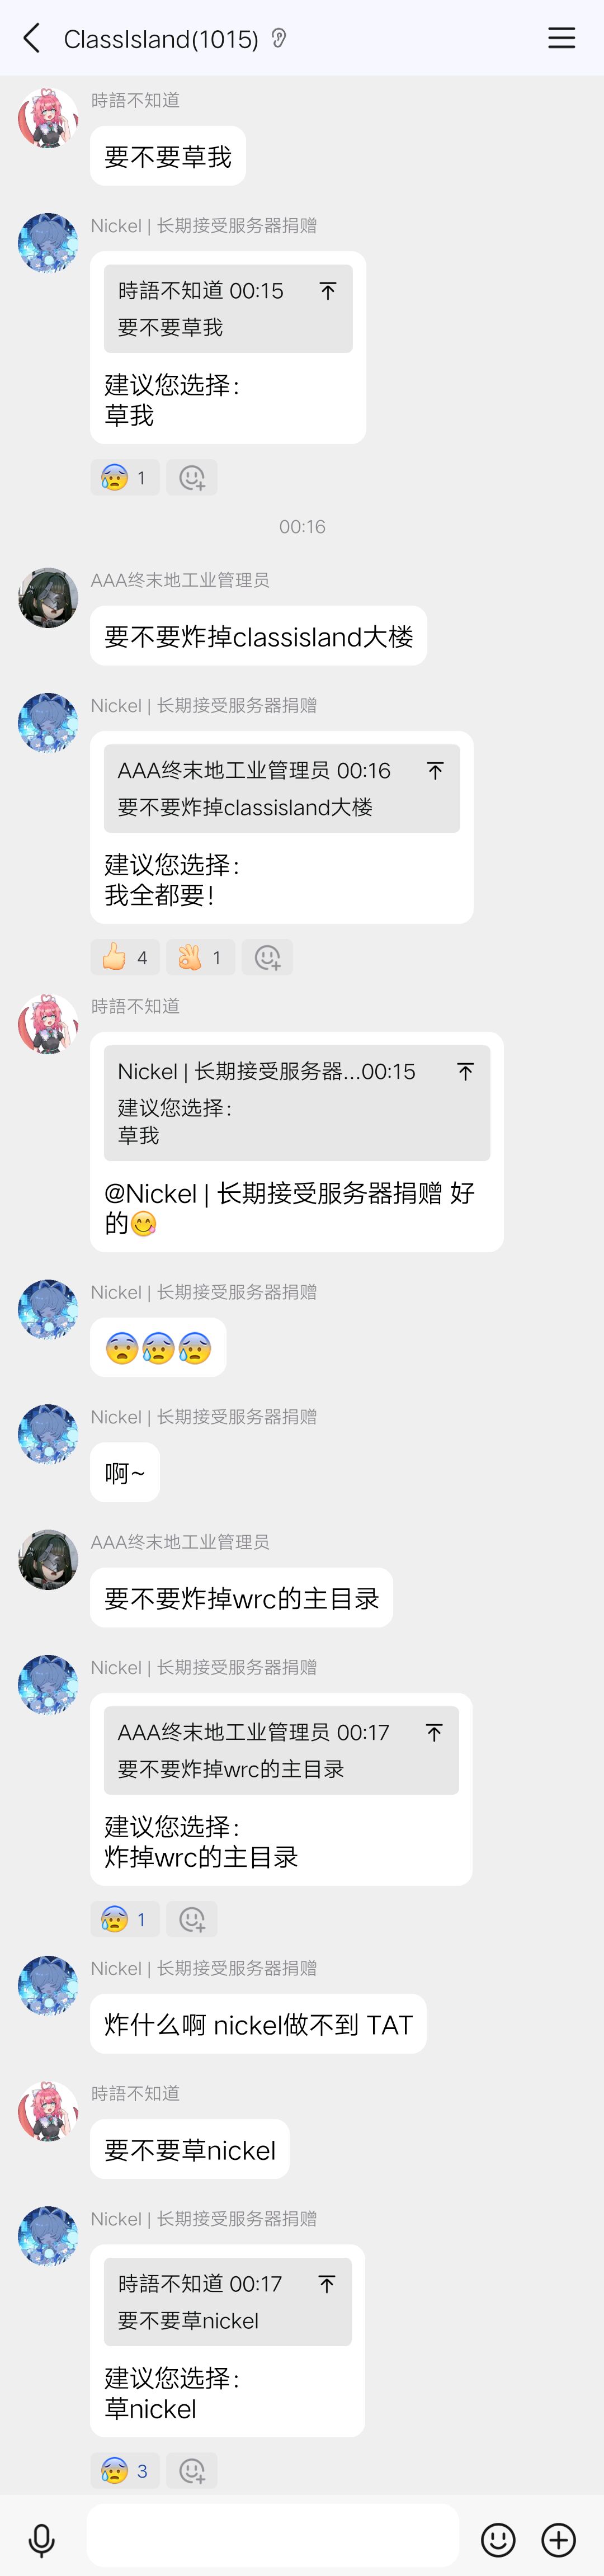 ClassIsland(1015)
時語不知道
要不要草我
Nickel | 长期接受服务器捐赠
時語不知道 00:15
要不要草我
建议您选择：
草我
1
00:16
AAA终末地工业管理员
要不要炸掉classisland大楼
Nickel | 长期接受服务器捐赠
AAA终末地工业管理员 00:16
要不要炸掉classisland大楼
建议您选择：
我全都要！
4 1
時語不知道
Nickel | 长期接受服务器...00:15
建议您选择：
草我
@Nickel | 长期接受服务器捐赠 好
的😋
Nickel | 长期接受服务器捐赠
😨😰😰
Nickel | 长期接受服务器捐赠
啊~
AAA终末地工业管理员
要不要炸掉wrc的主目录
Nickel | 长期接受服务器捐赠
AAA终末地工业管理员 00:17
要不要炸掉wrc的主目录
建议您选择：
炸掉wrc的主目录
1
Nickel | 长期接受服务器捐赠
炸什么啊 nickel做不到 TAT
時語不知道
要不要草nickel
Nickel | 长期接受服务器捐赠
時語不知道 00:17
要不要草nickel
建议您选择：
草nickel
3